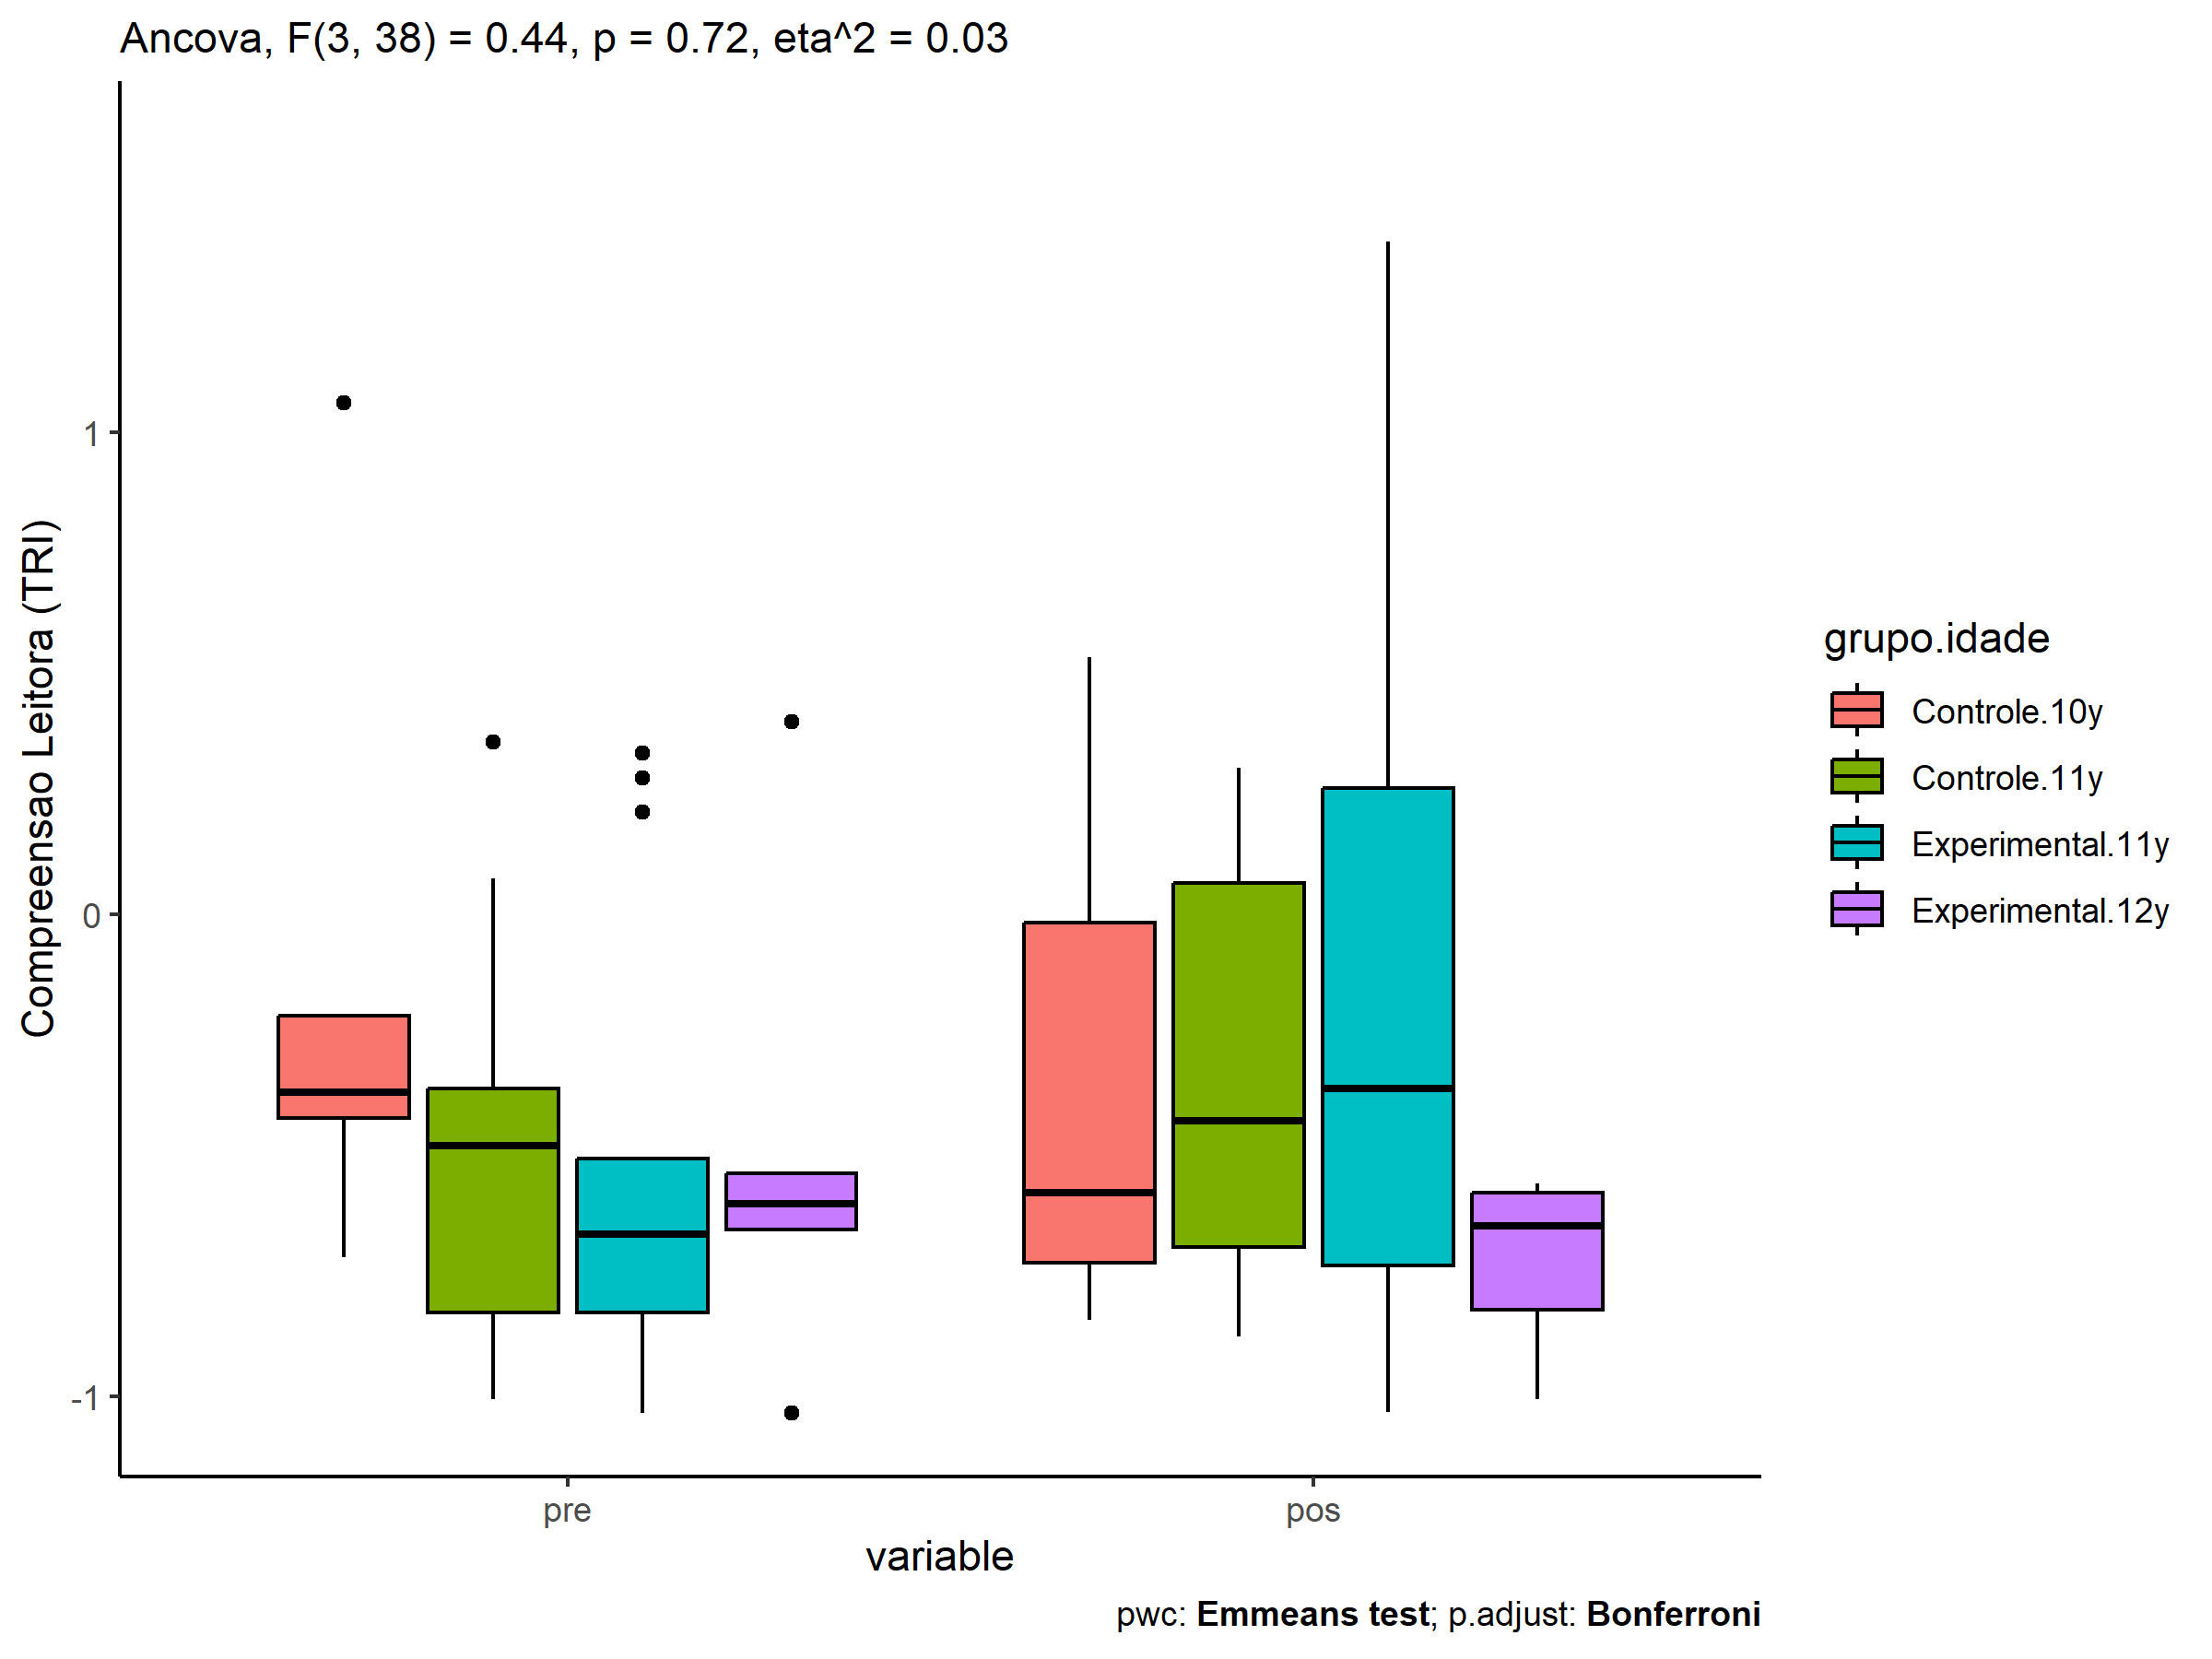 Ancova, F(3, 38) = 0.44, p = 0.72, eta^2 = 0.03
Compreensao Leitora (TRI)
1
0
-1
pre
pos
variable
grupo.idade
Controle.10y
Controle.11y
Experimental.11y
Experimental.12y
pwc: Emmeans test; p.adjust: Bonferroni